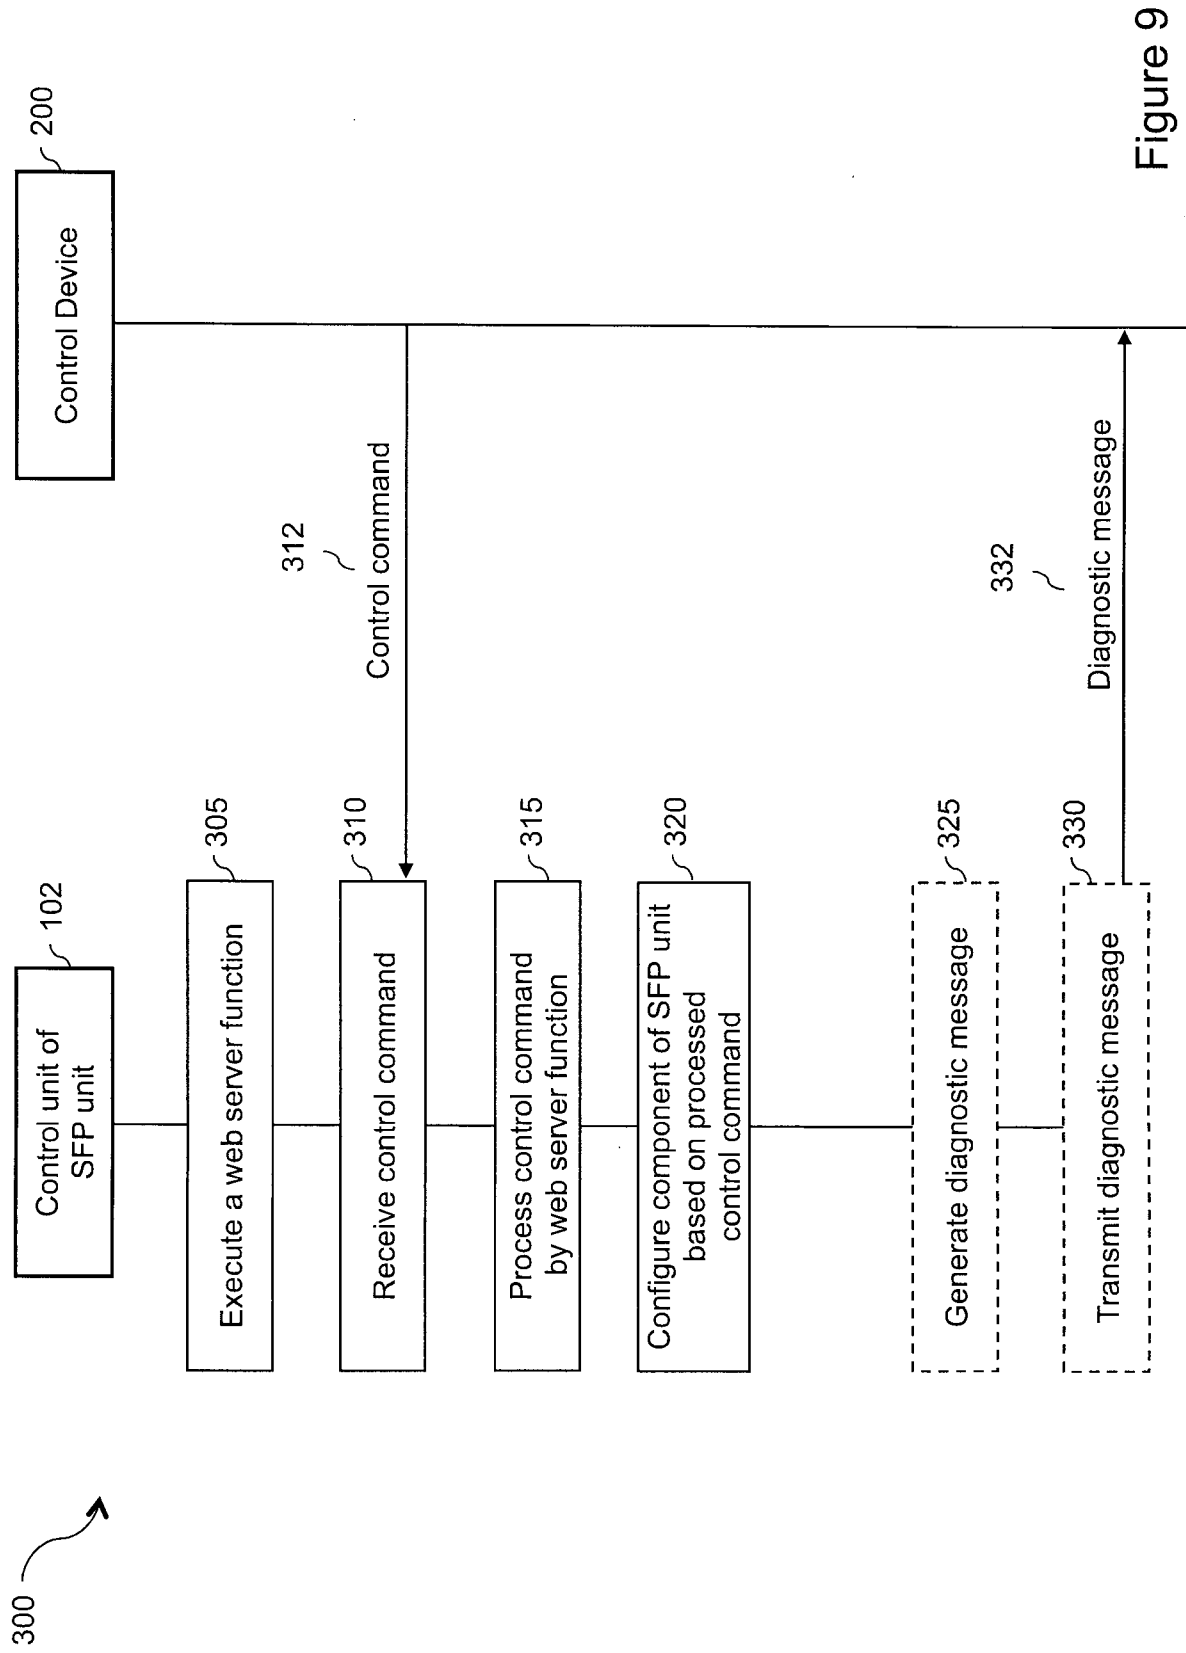 300
Control unit of
SFP unit
102
Control Device
200
Execute a web server function
305
Receive control command
310
312
Control command
Process control command
by web server function
315
Configure component of SFP unit
based on processed
control command
320
Generate diagnostic message
325
Transmit diagnostic message
330
332
Diagnostic message
Figure 9